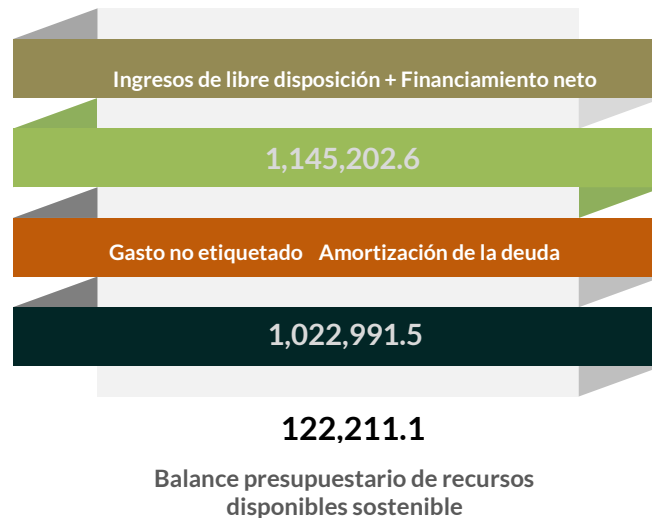 Ingresos de libre disposición + Financiamiento neto
1,145,202.6
Gasto no etiquetado Amortización de la deuda
1,022,991.5
122,211.1
Balance presupuestario de recursos
disponibles sostenible